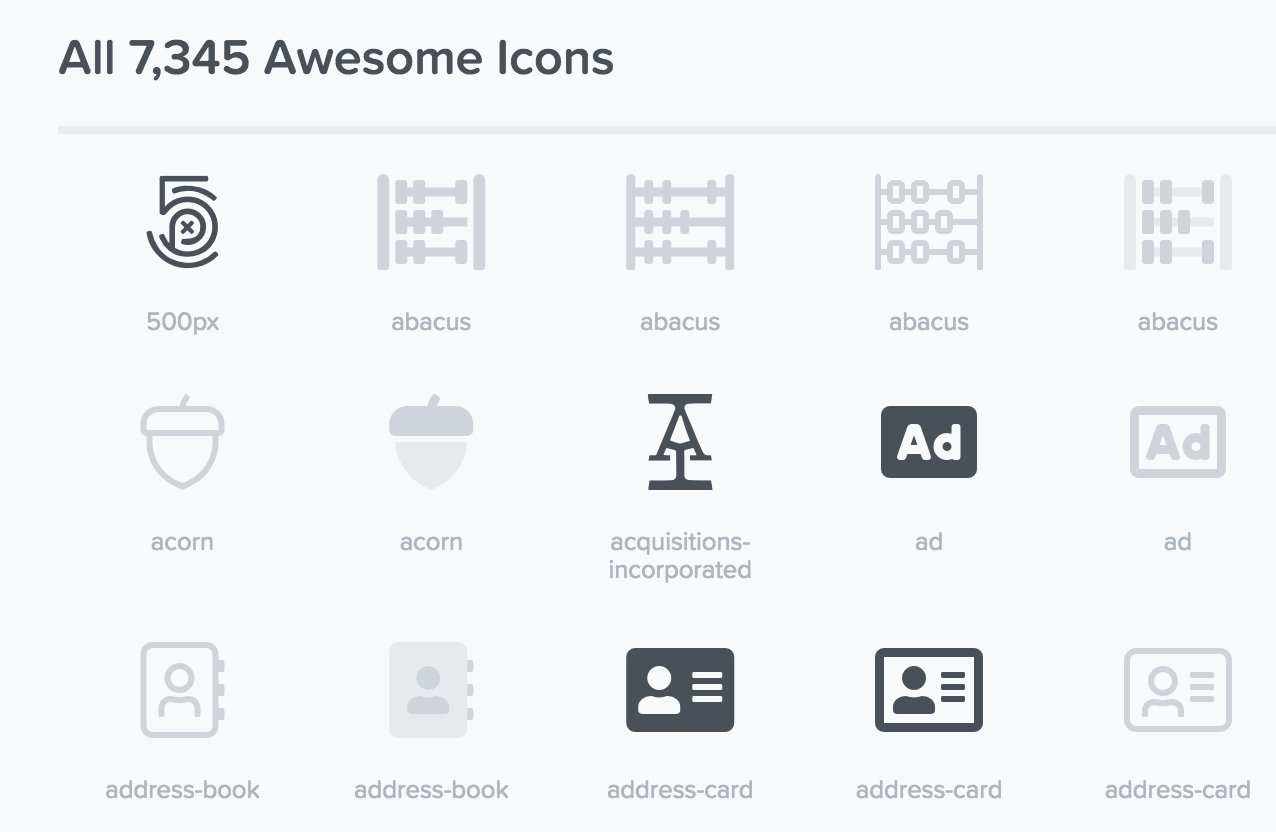 All 7,345 Awesome Icons
500px
abacus
abacus
abacus
abacus
Ad
Ad
acorn
acorn
acquisitions-
incorporated
ad
ad
address-book
address-book
address-card
address-card
address-card